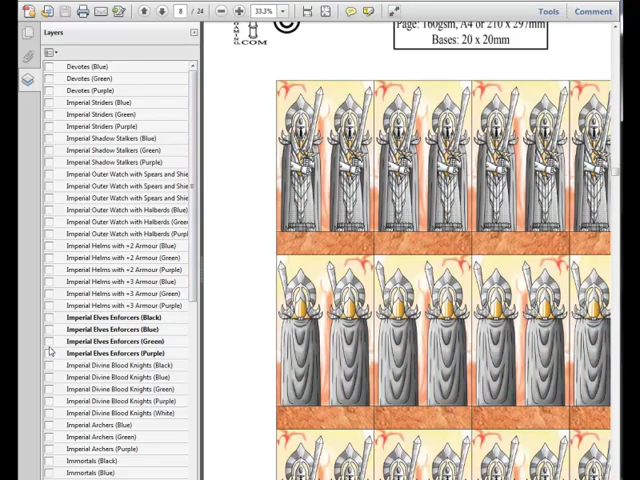 8 / 24
33.3%
Tools
Comment
Layers
Page: 160gsm, A4 or 210 x 297mm
Bases: 20 x 20mm
.COM
Devotes (Blue)
Devotes (Green)
Devotes (Purple)
Imperial Striders (Blue)
Imperial Striders (Green)
Imperial Striders (Purple)
Imperial Shadow Stalkers (Blue)
Imperial Shadow Stalkers (Green)
Imperial Shadow Stalkers (Purple)
Imperial Outer Watch with Spears and Shie
Imperial Outer Watch with Spears and Shie
Imperial Outer Watch with Spears and Shie
Imperial Outer Watch with Halberds (Blue)
Imperial Outer Watch with Halberds (Gree
Imperial Outer Watch with Halberds (Purpl
Imperial Helms with +2 Armour (Blue)
Imperial Helms with +2 Armour (Green)
Imperial Helms with +2 Armour (Purple)
Imperial Helms with +3 Armour (Blue)
Imperial Helms with +3 Armour (Green)
Imperial Helms with +3 Armour (Purple)
Imperial Elves Enforcers (Black)
Imperial Elves Enforcers (Blue)
Imperial Elves Enforcers (Green)
Imperial Elves Enforcers (Purple)
Imperial Divine Blood Knights (Black)
Imperial Divine Blood Knights (Blue)
Imperial Divine Blood Knights (Green)
Imperial Divine Blood Knights (Purple)
Imperial Divine Blood Knights (White)
Imperial Archers (Blue)
Imperial Archers (Green)
Imperial Archers (Purple)
Immortals (Black)
Immortals (Blue)